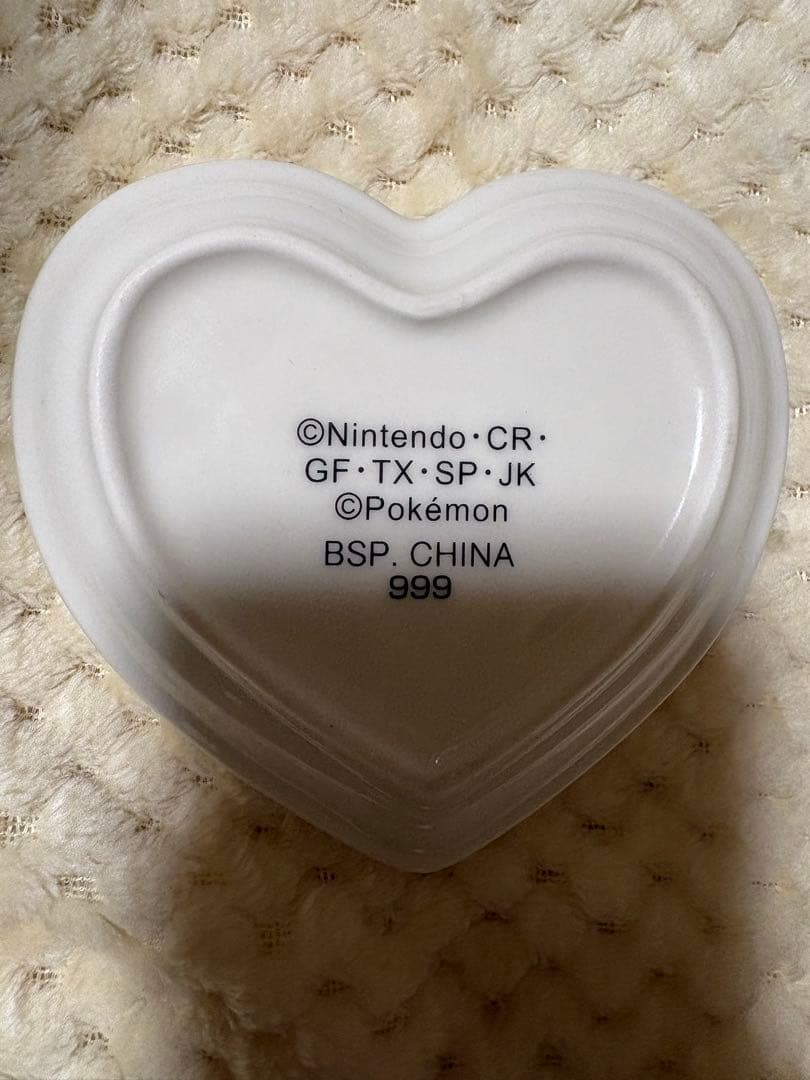 ©Nintendo・CR・
GF・TX・SP・JK
©Pokémon
BSP. CHINA
999